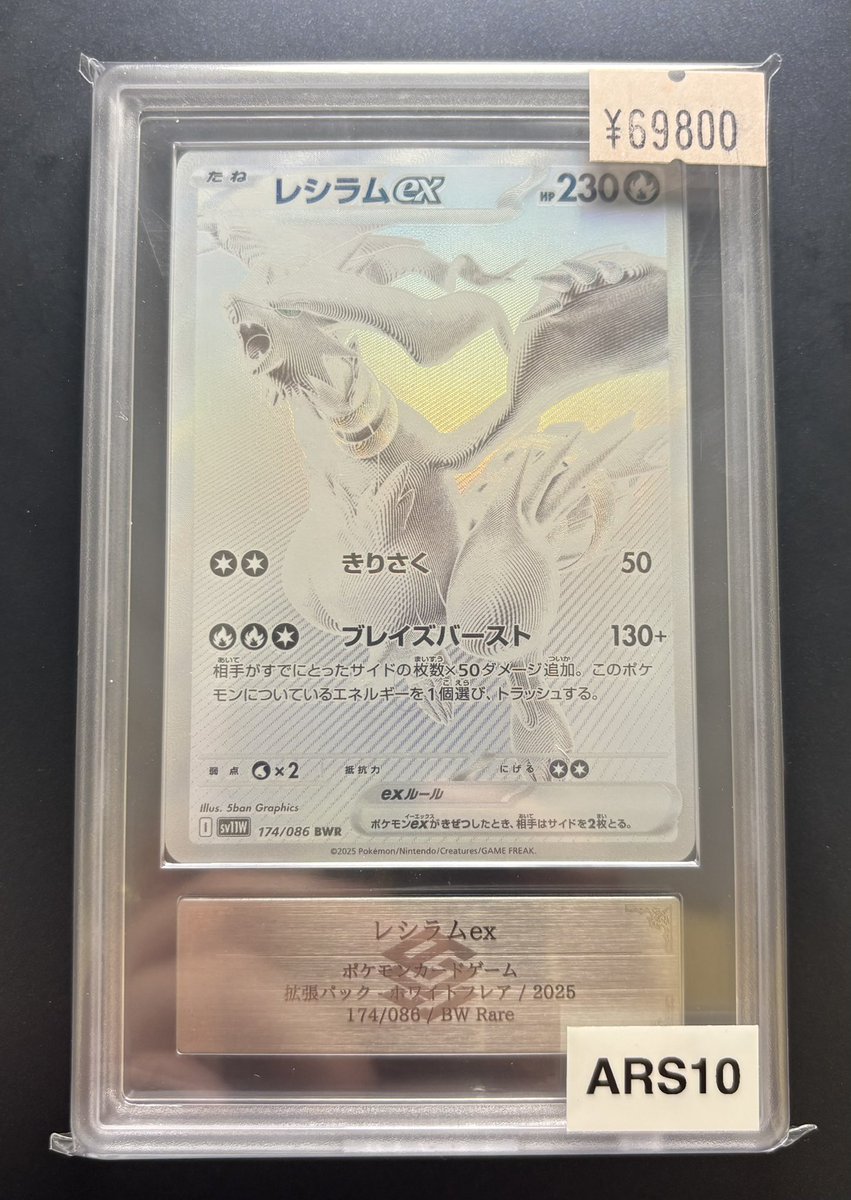 ¥69800
たね
レシラムex
HP 230
きりさく 50
ブレイズバースト 130+
相手がすでにとったサイドの枚数×50ダメージ追加。このポケ
モンについているエネルギーを1個選び、トラッシュする。
弱点 ×2 抵抗力 にげる
exルール
ポケモンexがきぜつしたとき、相手はサイドを2枚とる。
Illus. 5ban Graphics
I sv11W 174/086 BWR
©2025 Pokémon/Nintendo/Creatures/GAME FREAK.
レシラムex
ポケモンカードゲーム
拡張パック - ホワイトフレア / 2025
174/086 / BW Rare
ARS10